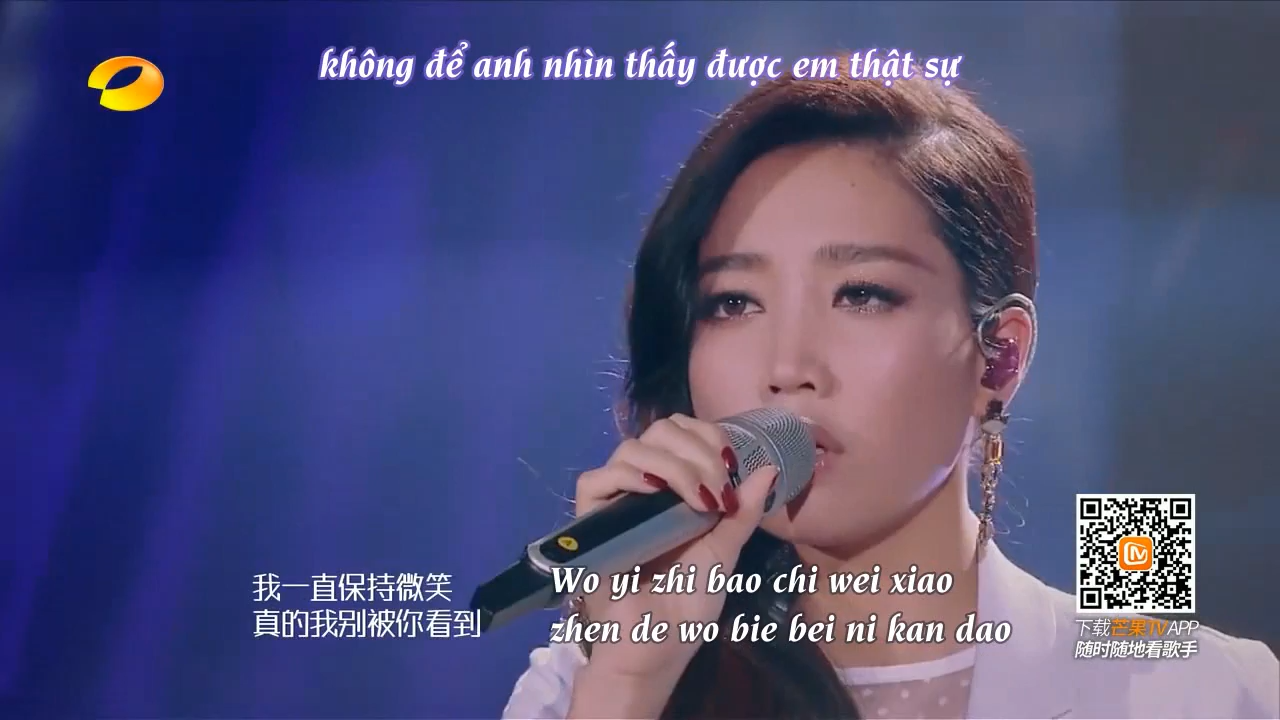 không để anh nhìn thấy được em thật sự
我一直保持微笑
真的我别被你看到
Wo yi zhi bao chi wei xiao
zhen de wo bie bei ni kan dao
下载芒果TV APP
随时随地看歌手